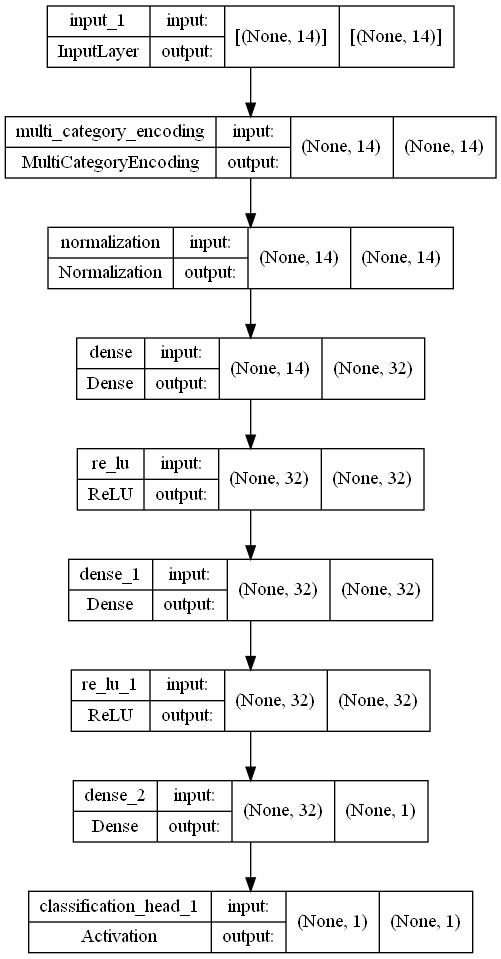 input_1 input: [(None, 14)] [(None, 14)]
InputLayer output:
multi_category_encoding input: (None, 14) (None, 14)
MultiCategoryEncoding output:
normalization input: (None, 14) (None, 14)
Normalization output:
dense input: (None, 14) (None, 32)
Dense output:
re_lu input: (None, 32) (None, 32)
ReLU output:
dense_1 input: (None, 32) (None, 32)
Dense output:
re_lu_1 input: (None, 32) (None, 32)
ReLU output:
dense_2 input: (None, 32) (None, 1)
Dense output:
classification_head_1 input: (None, 1) (None, 1)
Activation output: